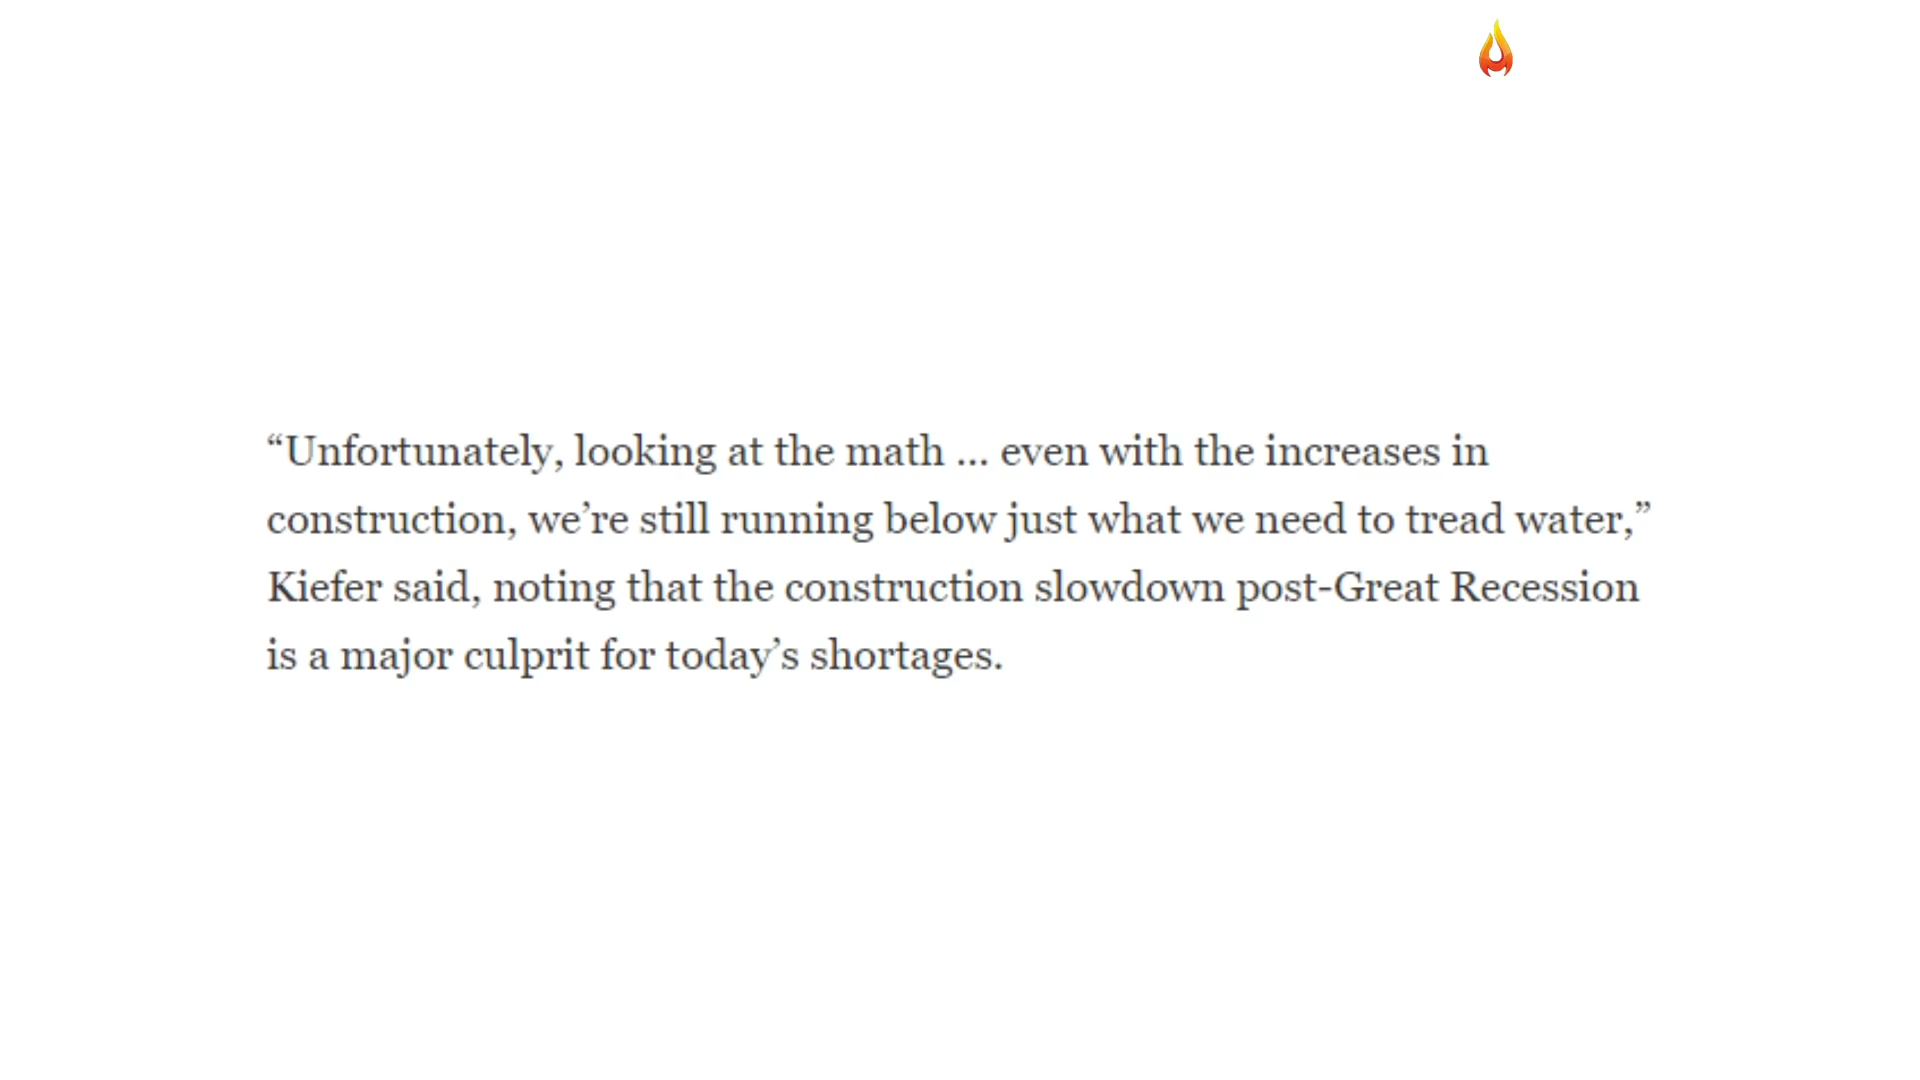 “Unfortunately, looking at the math ... even with the increases in
construction, we’re still running below just what we need to tread water,”
Kiefer said, noting that the construction slowdown post-Great Recession
is a major culprit for today’s shortages.